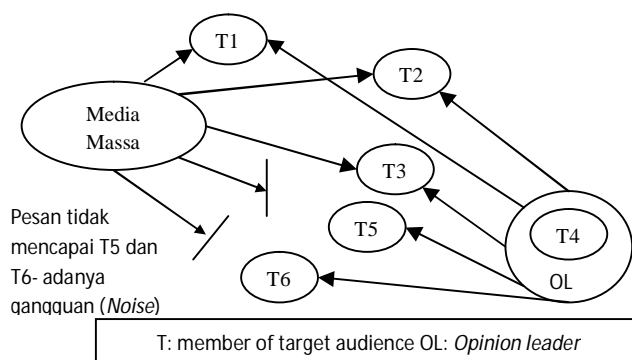 T1
T2
Media
Massa
T3
T5
T4
OL
T6
Pesan tidak
mencapai T5 dan
T6- adanya
gangguan (Noise)
T: member of target audience OL: Opinion leader